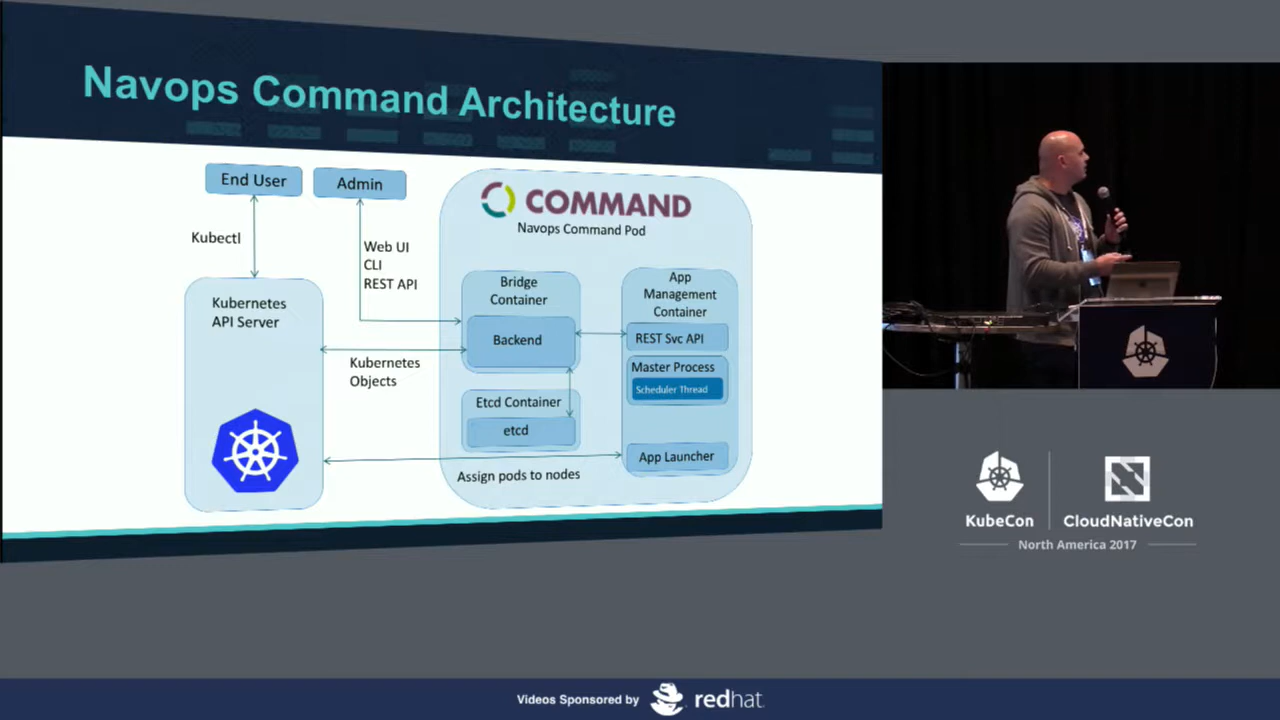 Navops Command Architecture
End User
Admin
Kubectl
Web UI
CLI
REST API
Kubernetes
API Server
Kubernetes
Objects
COMMAND
Navops Command Pod
Bridge
Container
Backend
Etcd Container
etcd
App
Management
Container
REST Svc API
Master Process
Scheduler Thread
App Launcher
Assign pods to nodes
KubeCon
CloudNativeCon
North America 2017
Videos Sponsored by
redhat.